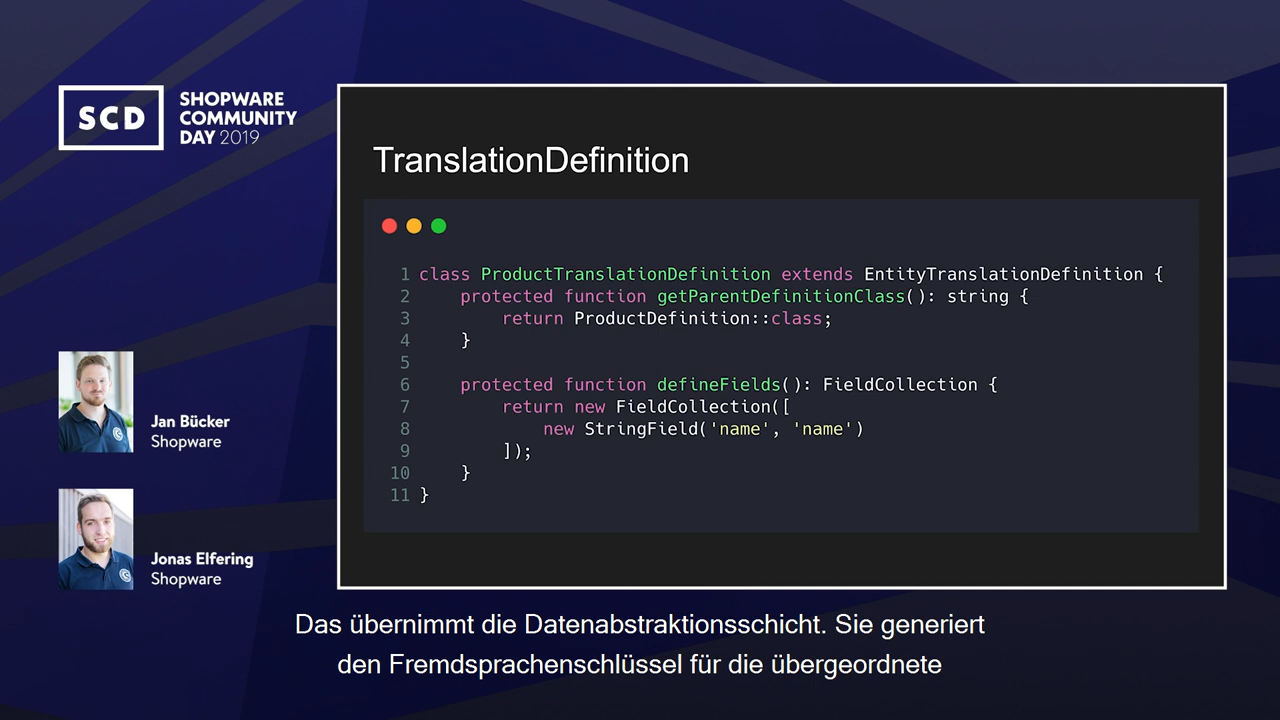 SCD
SHOPWARE
COMMUNITY
DAY 2019
TranslationDefinition
1 class ProductTranslationDefinition extends EntityTranslationDefinition {
2     protected function getParentDefinitionClass(): string {
3         return ProductDefinition::class;
4     }
5
6     protected function defineFields(): FieldCollection {
7         return new FieldCollection([
8             new StringField('name', 'name')
9         ]);
10     }
11 }
Jan Bücker
Shopware
Jonas Elfering
Shopware
Das übernimmt die Datenabstraktionsschicht. Sie generiert
den Fremdsprachenschlüssel für die übergeordnete